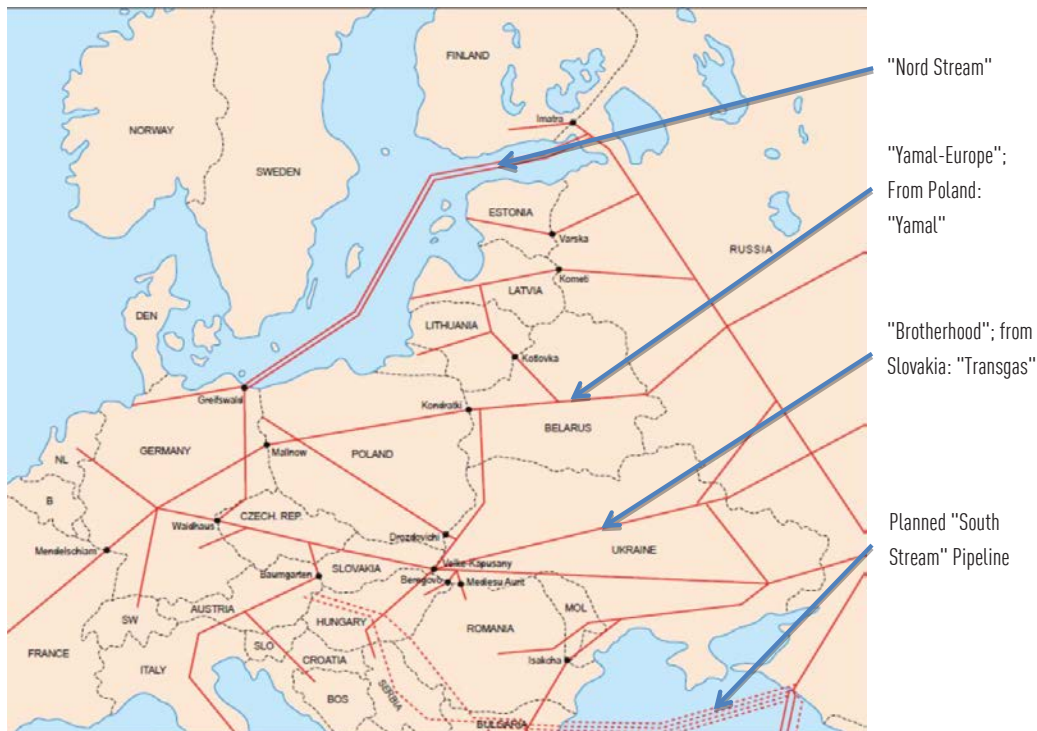 FINLAND
"Nord Stream"
Imatra
NORWAY
SWEDEN
"Yamal-Europe";
From Poland:
"Yamal"
ESTONIA
Varska
RUSSIA
Kometi
LATVIA
DEN
LITHUANIA
Kotlovka
"Brotherhood"; from
Slovakia: "Transgas"
Greifswald
Kondratki
BELARUS
GERMANY
Malinow
POLAND
NL
B
CZECH. REP.
Waidhaus
Drozdovichi
Mendelschiam
UKRAINE
Planned "South
Stream" Pipeline
Velke Kapusany
SLOVAKIA
Baumgarten
Beregovo
Mediesu Aurit
AUSTRIA
SW
HUNGARY
MOL
ROMANIA
FRANCE
SLO
CROATIA
Isakcha
ITALY
BOS
SERBIA
BULGARIA